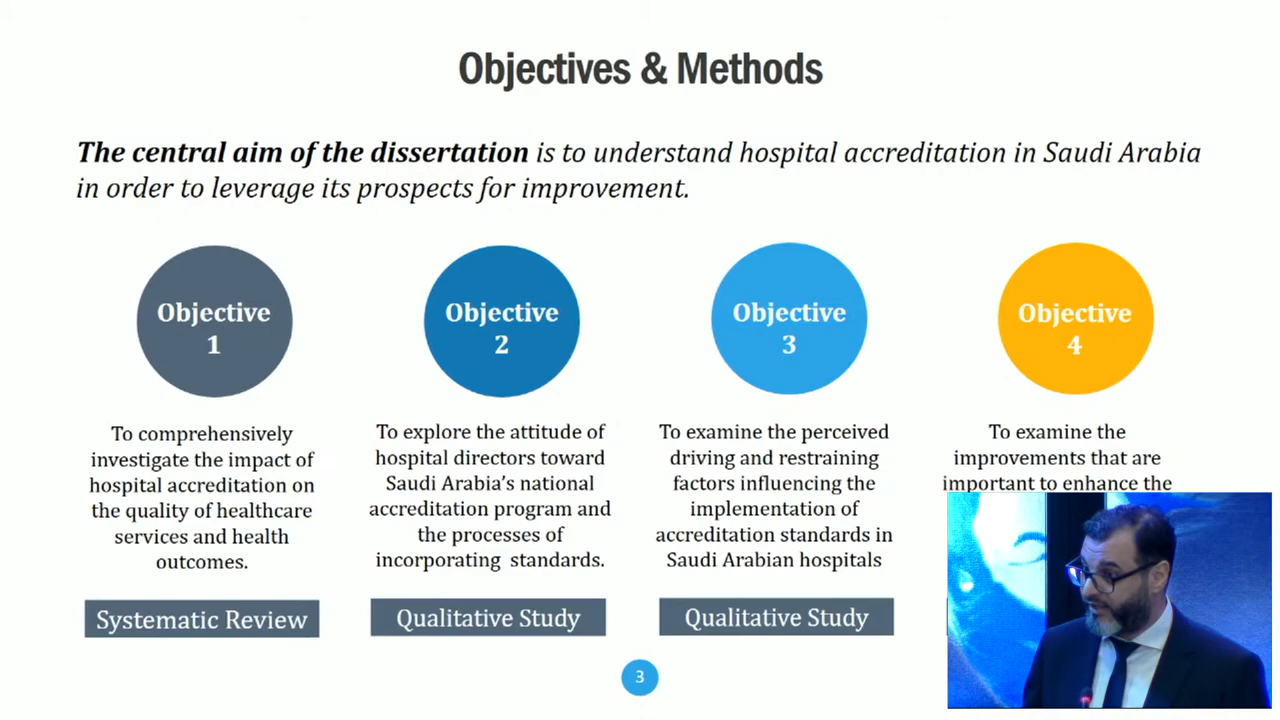 Objectives & Methods
The central aim of the dissertation is to understand hospital accreditation in Saudi Arabia
in order to leverage its prospects for improvement.
Objective
1
To comprehensively
investigate the impact of
hospital accreditation on
the quality of healthcare
services and health
outcomes.
Systematic Review
Objective
2
To explore the attitude of
hospital directors toward
Saudi Arabia's national
accreditation program and
the processes of
incorporating standards.
Qualitative Study
Objective
3
To examine the perceived
driving and restraining
factors influencing the
implementation of
accreditation standards in
Saudi Arabian hospitals
Qualitative Study
Objective
4
To examine the
improvements that are
important to enhance the
3